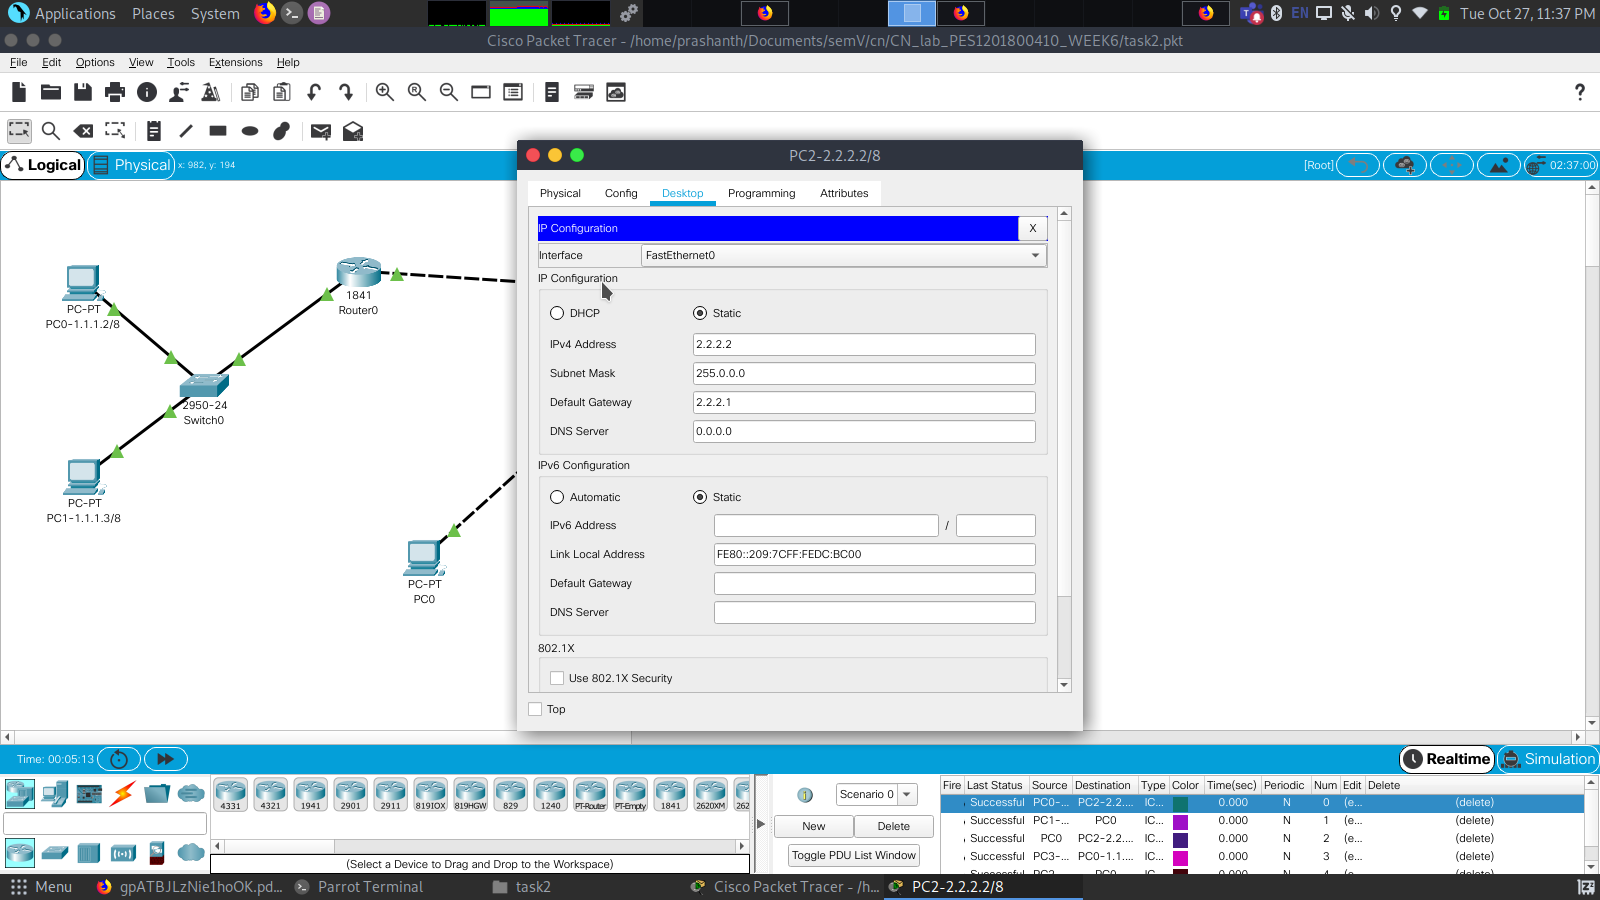 Applications Places System EN Tue Oct 27, 11:37 PM
Cisco Packet Tracer - /home/prashanth/Documents/semV/cn/CN_lab_PES1201800410_WEEK6/task2.pkt
File Edit Options View Tools Extensions Help
Logical Physical x: 982, y: 194 [Root] 02:37:00
PC2-2.2.2.2/8
Physical Config Desktop Programming Attributes
IP Configuration X
Interface FastEthernet0
IP Configuration
DHCP Static
IPv4 Address 2.2.2.2
Subnet Mask 255.0.0.0
Default Gateway 2.2.2.1
DNS Server 0.0.0.0
IPv6 Configuration
Automatic Static
IPv6 Address /
Link Local Address FE80::209:7CFF:FEDC:BC00
Default Gateway
DNS Server
802.1X
Use 802.1X Security
Top
1841
Router0
PC-PT
PC0-1.1.1.2/8
2950-24
Switch0
PC-PT
PC1-1.1.1.3/8
PC-PT
PC0
Time: 00:05:13 Realtime Simulation
4331 4321 1941 2901 2911 819IOX 819HGW 829 1240 PT-Router PT-Empty 1841 2620XM 262
(Select a Device to Drag and Drop to the Workspace)
Scenario 0
New Delete
Toggle PDU List Window
Fire Last Status Source Destination Type Color Time(sec) Periodic Num Edit Delete
Successful PC0-... PC2-2.2.... IC... 0.000 N 0 (e... (delete)
Successful PC1-... PC0 IC... 0.000 N 1 (e... (delete)
Successful PC0 PC2-2.2.... IC... 0.000 N 2 (e... (delete)
Successful PC3-... PC0-1.1.... IC... 0.000 N 3 (e... (delete)
Menu gpATBJLzNie1hoOK.pd... Parrot Terminal task2 Cisco Packet Tracer - /h... PC2-2.2.2.2/8